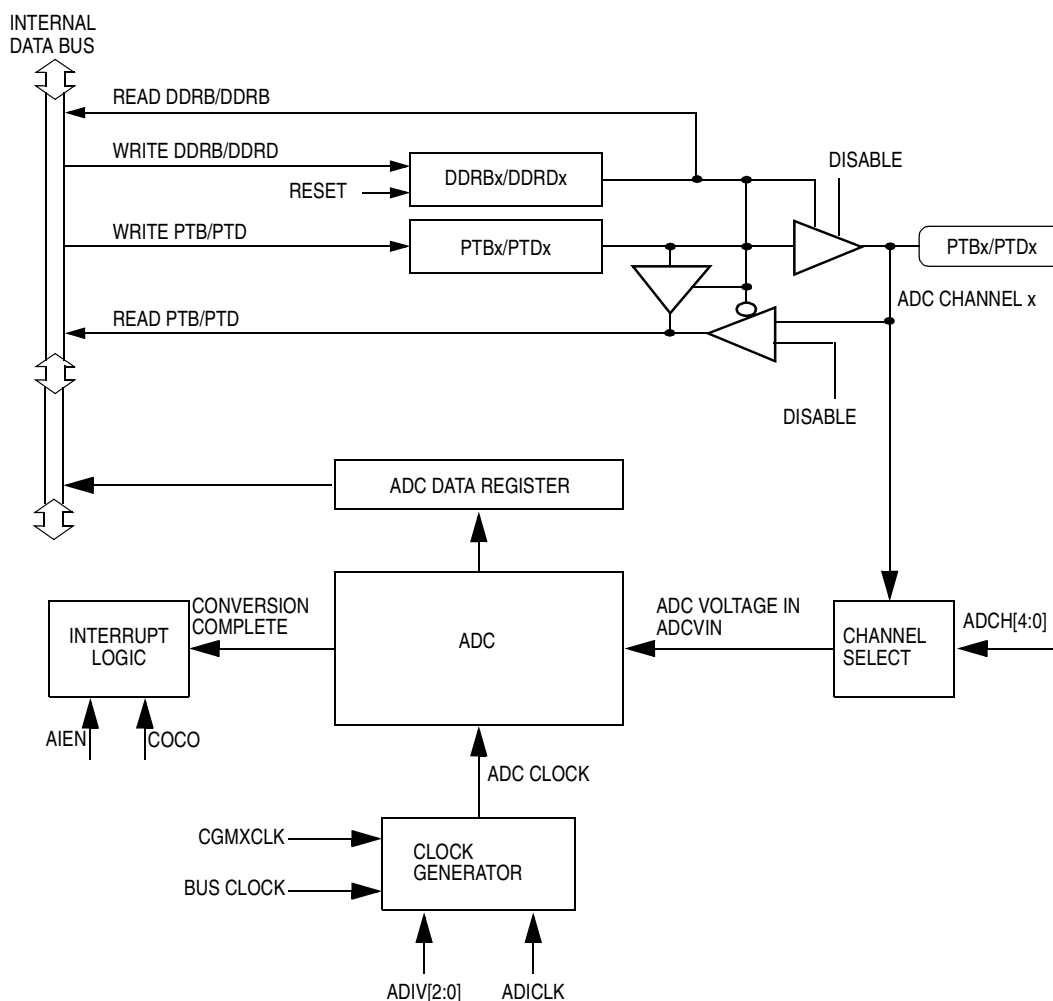 INTERNAL
DATA BUS
READ DDRB/DDRB
WRITE DDRB/DDRD
DISABLE
DDRBx/DDRDx
RESET
WRITE PTB/PTD
PTBx/PTDx
PTBx/PTDx
ADC CHANNEL x
READ PTB/PTD
DISABLE
ADC DATA REGISTER
CONVERSION
COMPLETE
INTERRUPT
LOGIC
ADC
ADC VOLTAGE IN
ADCVIN
CHANNEL
SELECT
ADCH[4:0]
AIEN
COCO
ADC CLOCK
CGMXCLK
CLOCK
GENERATOR
BUS CLOCK
ADIV[2:0]
ADICLK